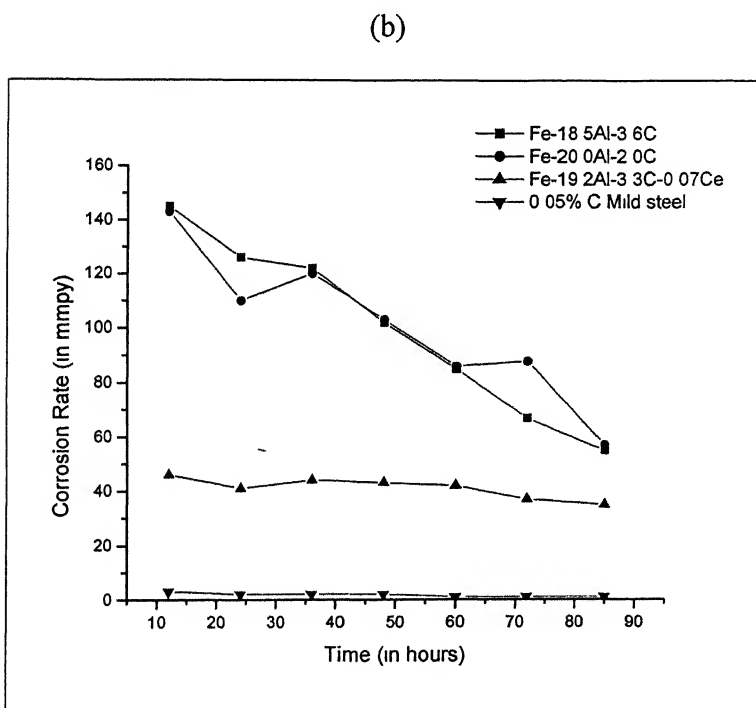 (b)
Fe-18 5Al-3 6C
Fe-20 0Al-2 0C
Fe-19 2Al-3 3C-0 07Ce
0 05% C Mild steel
160
140
120
100
80
60
40
20
0
Corrosion Rate (in mmpy)
10 20 30 40 50 60 70 80 90
Time (in hours)